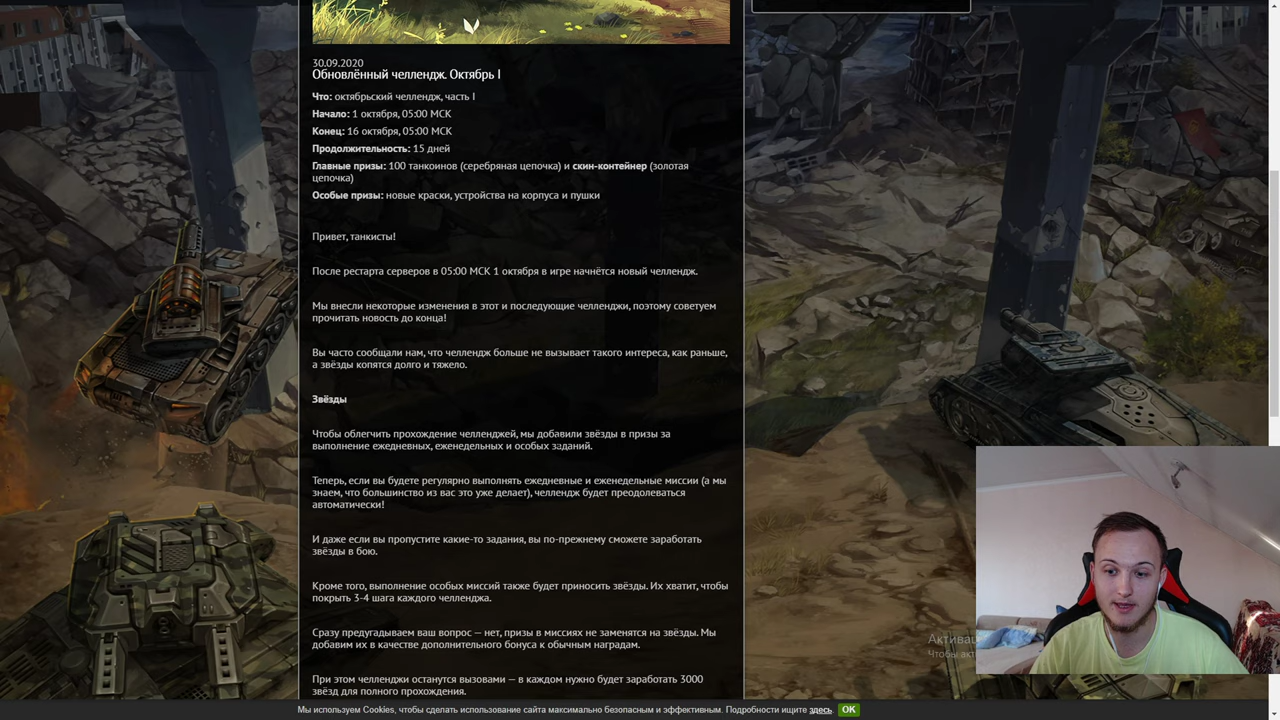 30.09.2020
Обновлённый челлендж. Октябрь I
Что: октябрьский челлендж, часть I
Начало: 1 октября, 05:00 МСК
Конец: 16 октября, 05:00 МСК
Продолжительность: 15 дней
Главные призы: 100 танкоинов (серебряная цепочка) и скин-контейнер (золотая
цепочка)
Особые призы: новые краски, устройства на корпуса и пушки
Привет, танкисты!
После рестарта серверов в 05:00 МСК 1 октября в игре начнётся новый челлендж.
Мы внесли некоторые изменения в этот и последующие челленджи, поэтому советуем
прочитать новость до конца!
Вы часто сообщали нам, что челлендж больше не вызывает такого интереса, как раньше,
а звёзды копятся долго и тяжело.
Звёзды
Чтобы облегчить прохождение челленджей, мы добавили звёзды в призы за
выполнение ежедневных, еженедельных и особых заданий.
Теперь, если вы будете регулярно выполнять ежедневные и еженедельные миссии (а мы
знаем, что большинство из вас это уже делает), челлендж будет преодолеваться
автоматически!
И даже если вы пропустите какие-то задания, вы по-прежнему сможете заработать
звёзды в бою.
Кроме того, выполнение особых миссий также будет приносить звёзды. Их хватит, чтобы
покрыть 3-4 шага каждого челленджа.
Сразу предугадываем ваш вопрос — нет, призы в миссиях не заменятся на звёзды. Мы
добавим их в качестве дополнительного бонуса к обычным наградам.
При этом челленджи останутся вызовами — в каждом нужно будет заработать 3000
звёзд для полного прохождения.
Активац
Чтобы акт
Мы используем Cookies, чтобы сделать использование сайта максимально безопасным и эффективным. Подробности ищите здесь. OK